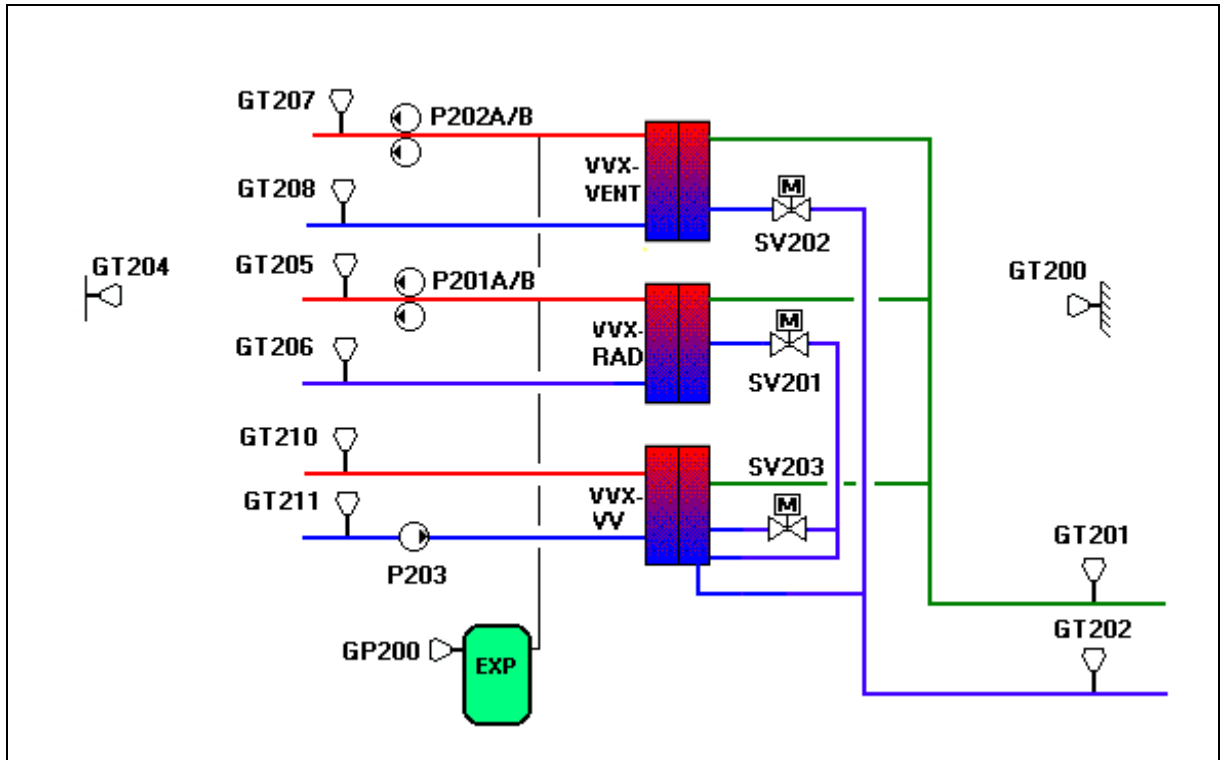 GT207
P202A/B
VVX-
VENT
GT208
M
SV202
GT204
GT205
P201A/B
GT200
VVX-
RAD
GT206
M
SV201
GT210
SV203
VVX-
VV
GT211
M
P203
GT201
GT202
GP200
EXP